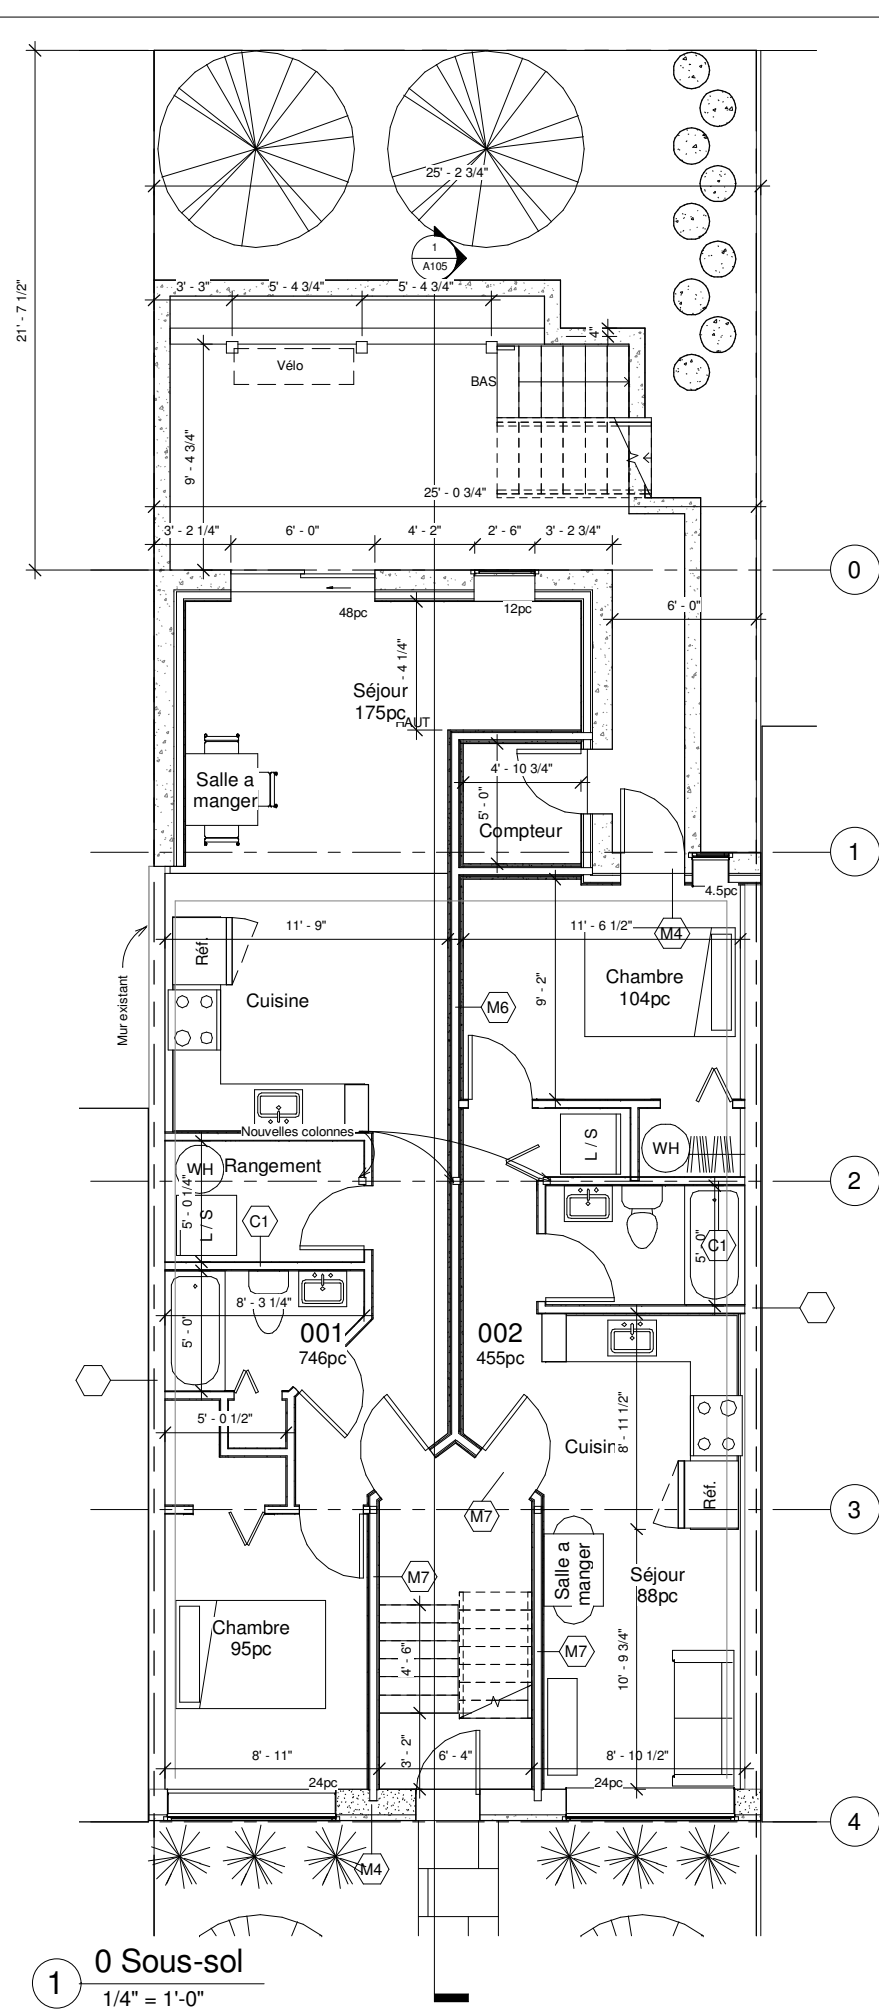 25' - 2 3/4"
1
A105
21' - 7 1/2"
3' - 3"
5' - 4 3/4"
5' - 4 3/4"
4"
Vélo
BAS
9' - 4 3/4"
25' - 0 3/4"
3' - 2 1/4"
6' - 0"
4' - 2"
2' - 6"
3' - 2 3/4"
0
48pc
12pc
6' - 0"
- 4 1/4"
Séjour
175pc
HAUT
4' - 10 3/4"
Salle a
manger
5' - 0"
Compteur
1
4.5pc
11' - 9"
11' - 6 1/2"
M4
Réf.
Mur existant
Cuisine
Chambre
104pc
9' - 2"
M6
Nouvelles colonnes
L / S
WH
WH
Rangement
2
5' - 0 1/4"
L / S
C1
C1
5' - 0"
8' - 3 1/4"
5' - 0"
001
746pc
002
455pc
5' - 0 1/2"
8' - 11 1/2"
Cuisin
Réf.
3
M7
M7
Salle a
manger
Séjour
88pc
Chambre
95pc
4' - 6"
M7
10' - 9 3/4"
8' - 11"
3' - 2"
6' - 4"
8' - 10 1/2"
24pc
24pc
4
M4
1
0 Sous-sol
1/4" = 1'-0"